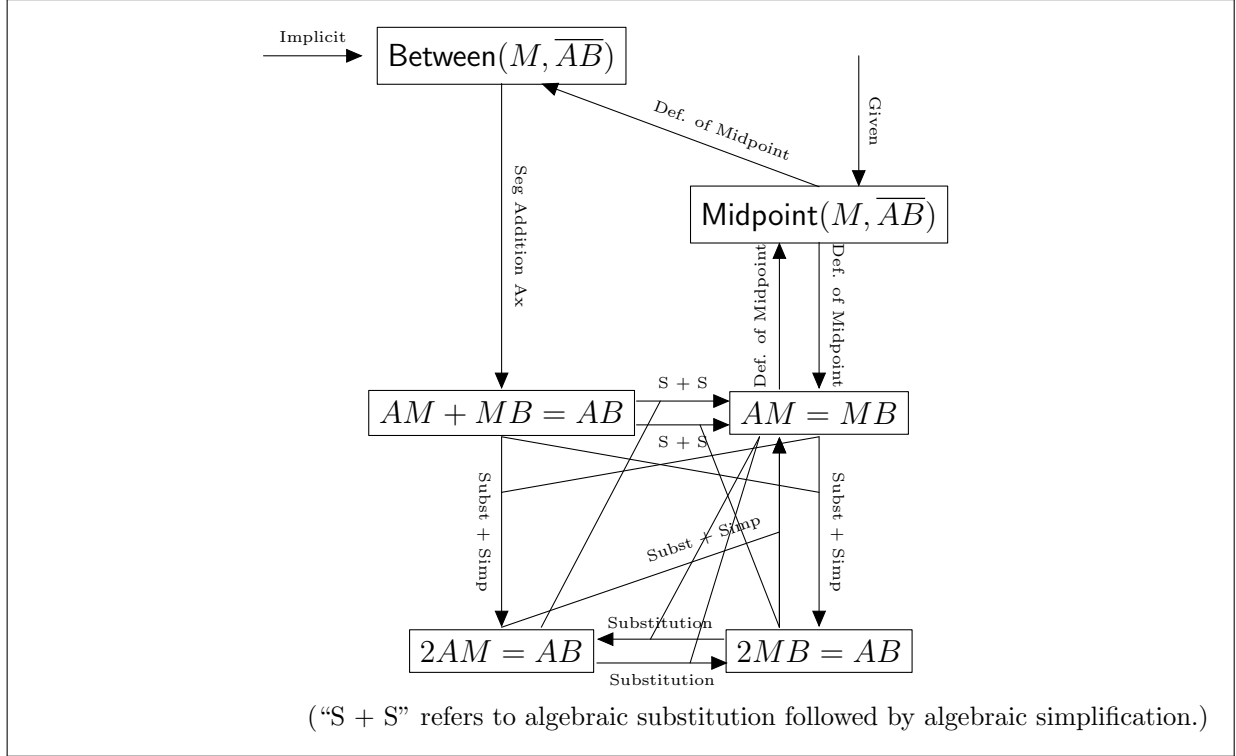 Implicit
Between(M, \overline{AB})
Def. of Midpoint
Given
Seg Addition Ax
Midpoint(M, \overline{AB})
Def. of Midpoint
Def. of Midpoint
S + S
AM + MB = AB
AM = MB
S + S
Subst + Simp
Subst + Simp
Subst + Simp
Substitution
2AM = AB
2MB = AB
Substitution
(“S + S” refers to algebraic substitution followed by algebraic simplification.)